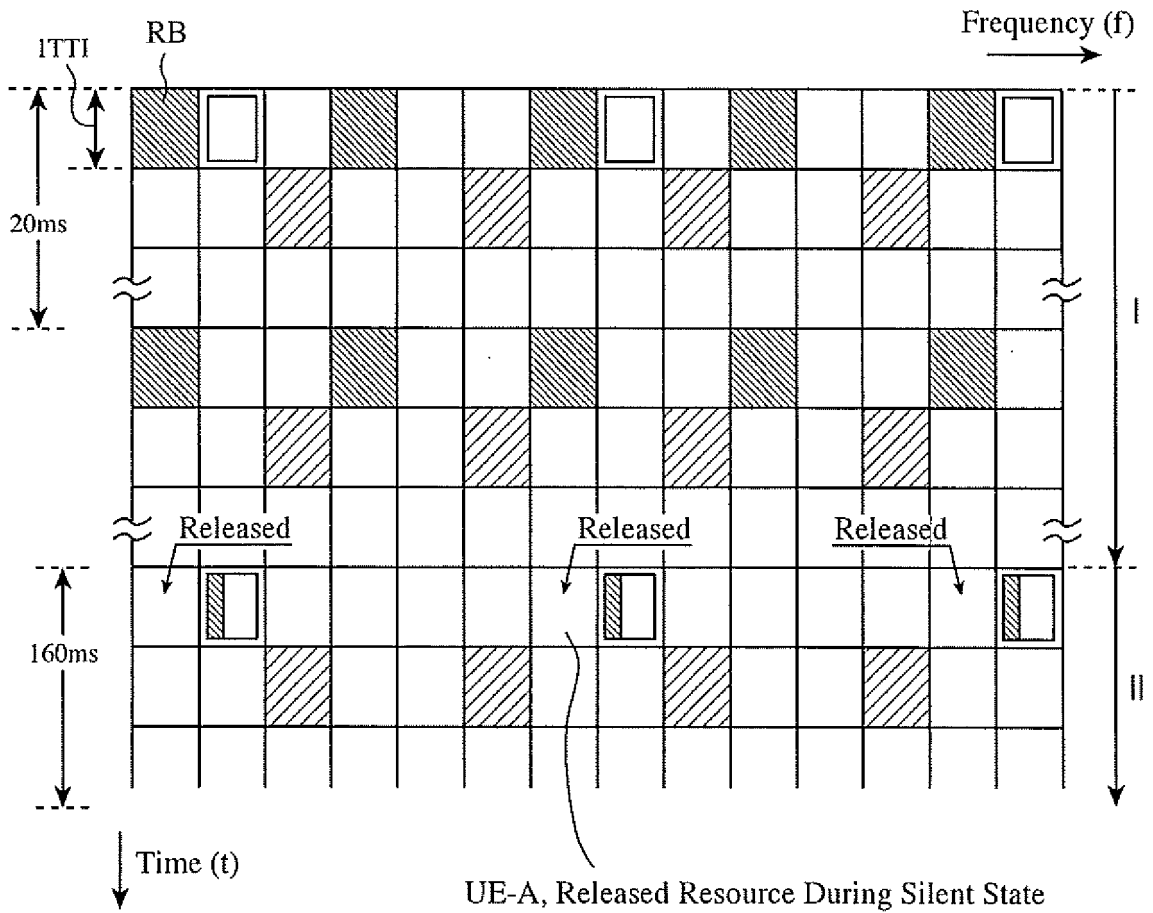 Frequency (f)
RB
1TTI
20ms
I
Released
Released
Released
160ms
II
Time (t)
UE-A, Released Resource During Silent State